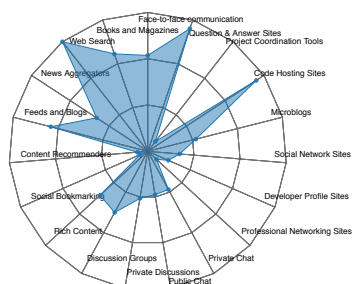 Face-to-face communication
Books and Magazines
Question & Answer Sites
Web Search
Project Coordination Tools
News Aggregators
Code Hosting Sites
Feeds and Blogs
Microblogs
Content Recommenders
Social Network Sites
Social Bookmarking
Developer Profile Sites
Rich Content
Professional Networking Sites
Discussion Groups
Private Chat
Private Discussions
Public Chat